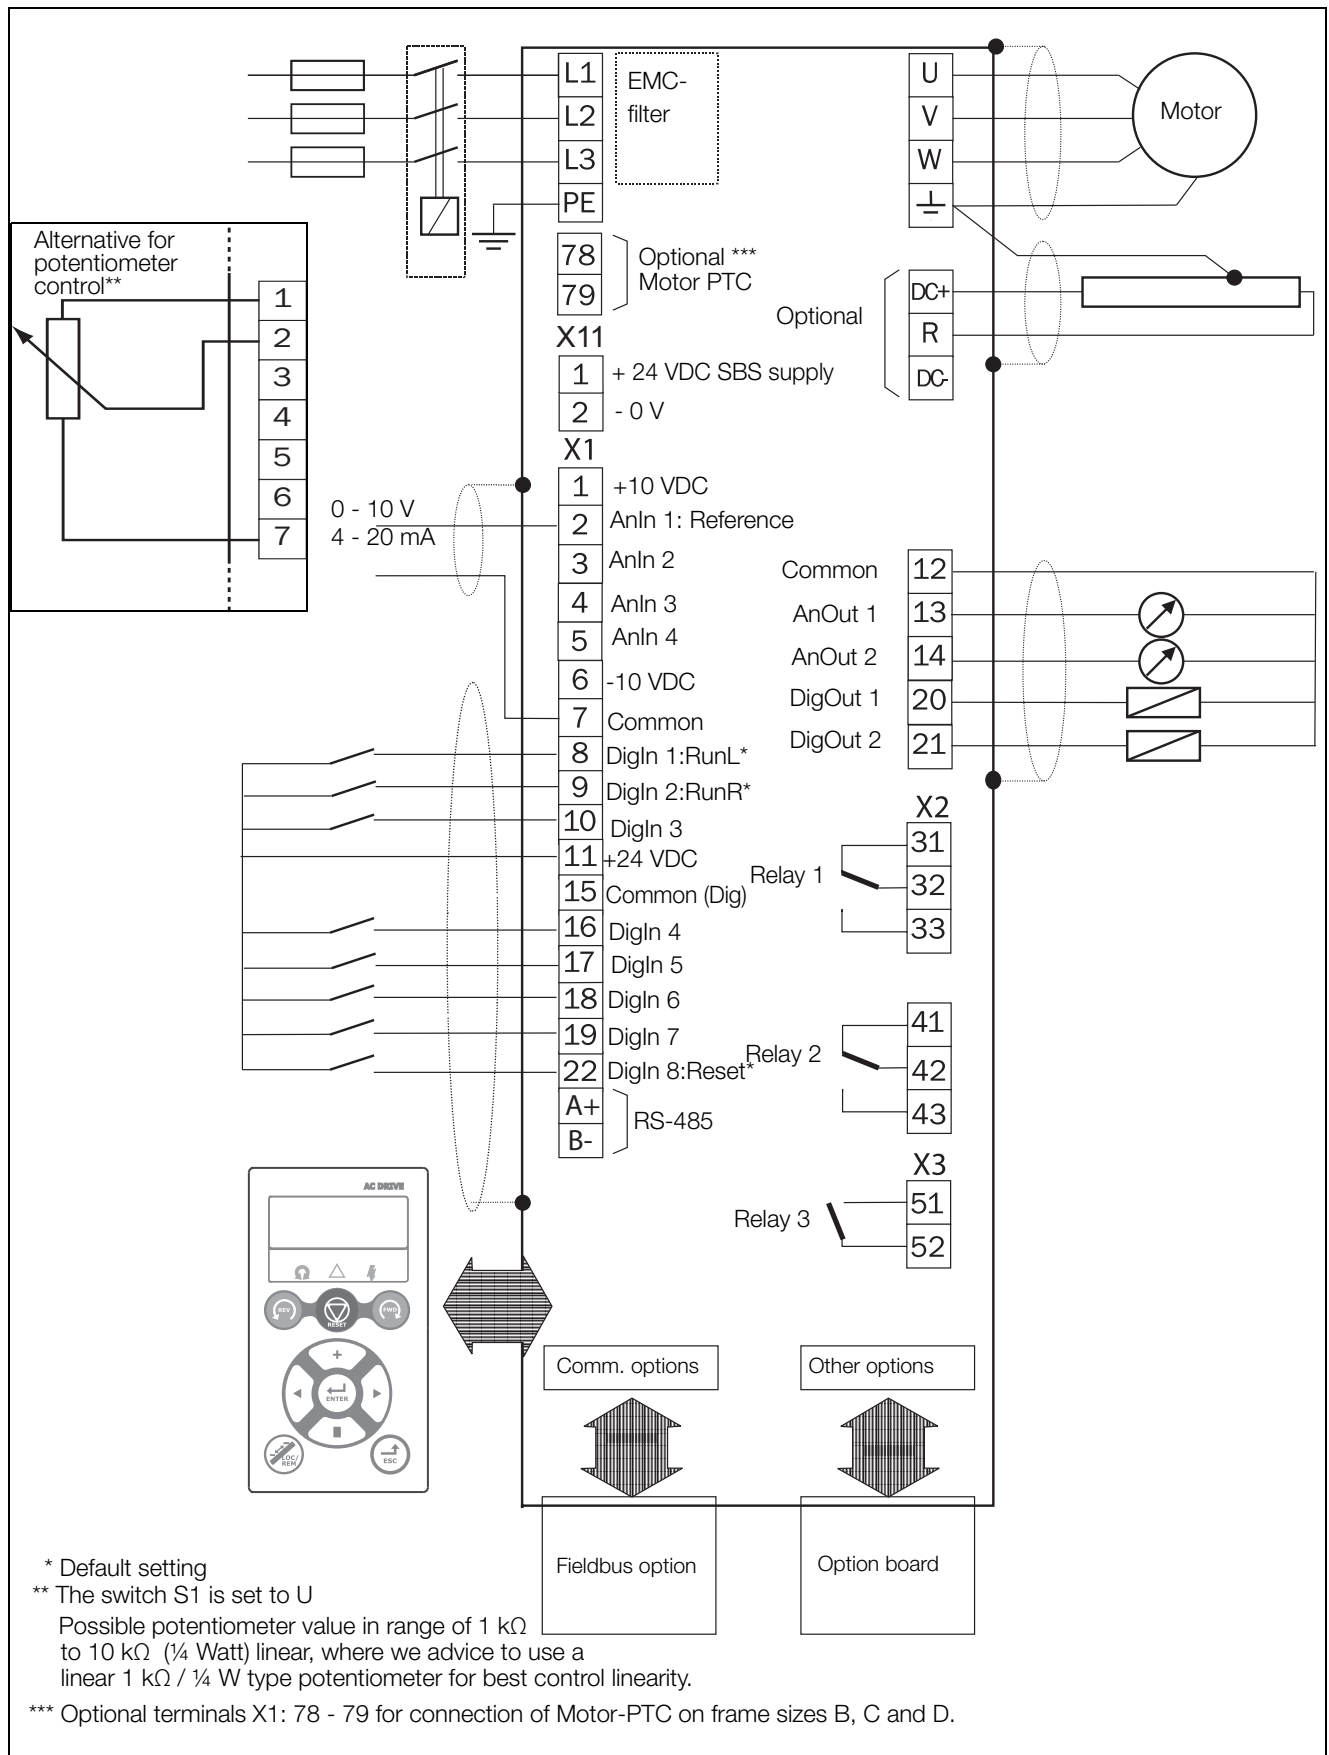 L1
L2
L3
PE
EMC-
filter
U
V
W
Motor
78
79
Optional ***
Motor PTC
Alternative for
potentiometer
control**
1
2
3
4
5
6
7
Optional
DC+
R
DC-
X11
1 + 24 VDC SBS supply
2 - 0 V
X1
1 +10 VDC
0 - 10 V
4 - 20 mA
2 AnIn 1: Reference
3 AnIn 2
4 AnIn 3
5 AnIn 4
6 -10 VDC
7 Common
8 DigIn 1:RunL*
9 DigIn 2:RunR*
10 DigIn 3
11 +24 VDC
15 Common (Dig)
16 DigIn 4
17 DigIn 5
18 DigIn 6
19 DigIn 7
22 DigIn 8:Reset*
A+
B-
RS-485
Common 12
AnOut 1 13
AnOut 2 14
DigOut 1 20
DigOut 2 21
X2
Relay 1
31
32
33
Relay 2
41
42
43
X3
Relay 3
51
52
AC DRIVE
REV
RESET
FWD
+
ENTER
LOC/
REM
ESC
Comm. options
Other options
Fieldbus option
Option board
* Default setting
** The switch S1 is set to U
Possible potentiometer value in range of 1 kΩ
to 10 kΩ (¼ Watt) linear, where we advice to use a
linear 1 kΩ / ¼ W type potentiometer for best control linearity.
*** Optional terminals X1: 78 - 79 for connection of Motor-PTC on frame sizes B, C and D.